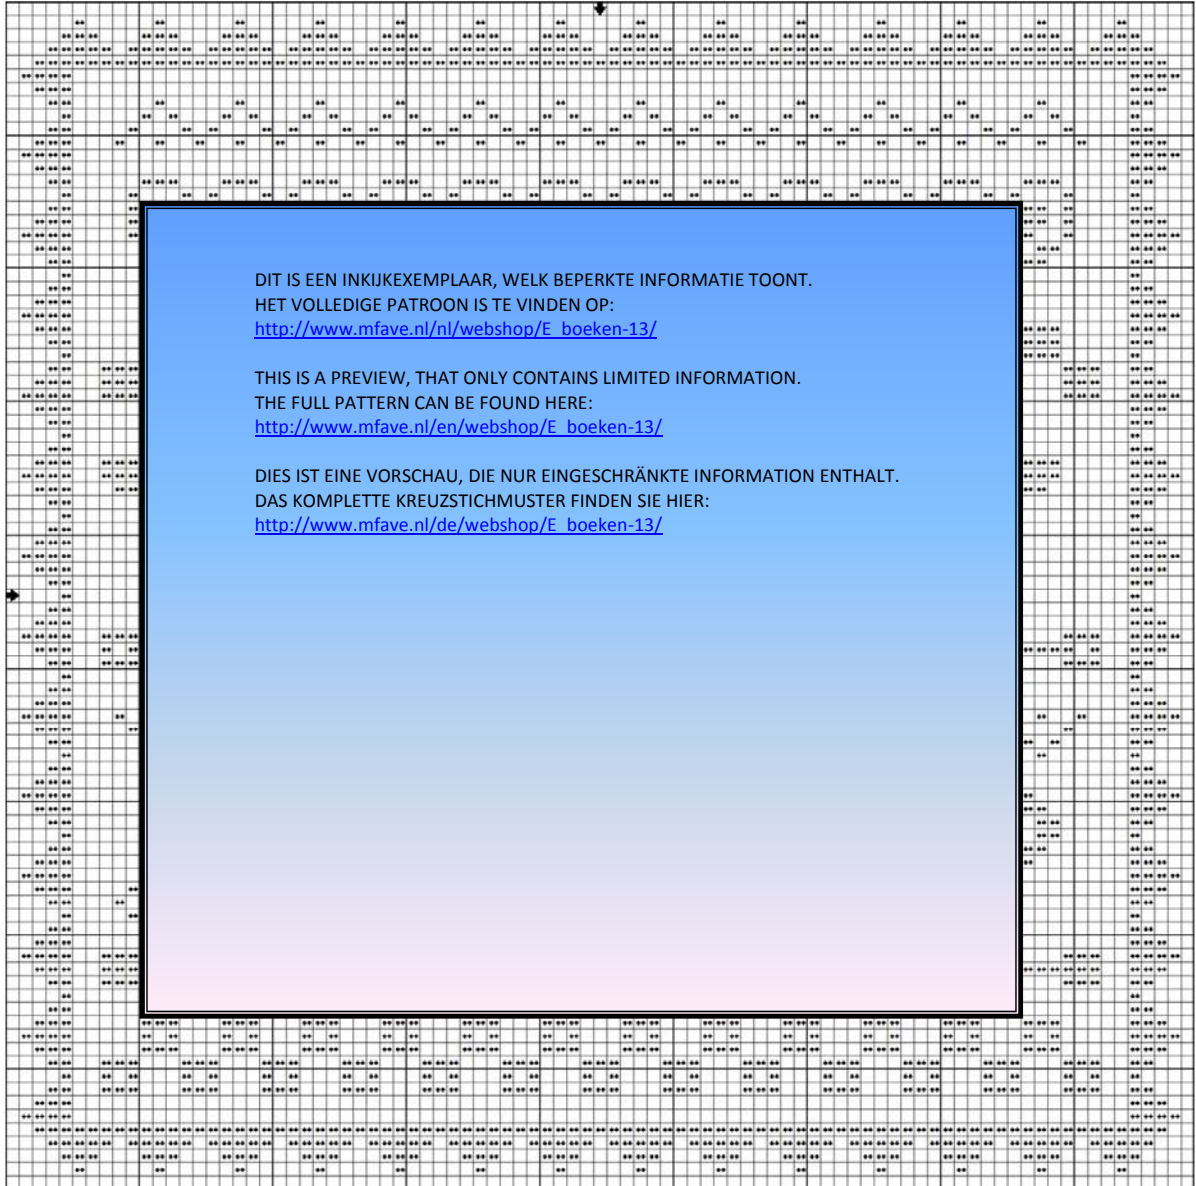 DIT IS EEN INKIJKEXEMPLAAR, WELK BEPERKTE INFORMATIE TOONT.
HET VOLLEDIGE PATROON IS TE VINDEN OP:
http://www.mfave.nl/nl/webshop/E_boeken-13/
THIS IS A PREVIEW, THAT ONLY CONTAINS LIMITED INFORMATION.
THE FULL PATTERN CAN BE FOUND HERE:
http://www.mfave.nl/en/webshop/E_boeken-13/
DIES IST EINE VORSCHAU, DIE NUR EINGESCHRÄNKTE INFORMATION ENTHALT.
DAS KOMPLETTE KREUZSTICHMUSTER FINDEN SIE HIER:
http://www.mfave.nl/de/webshop/E_boeken-13/